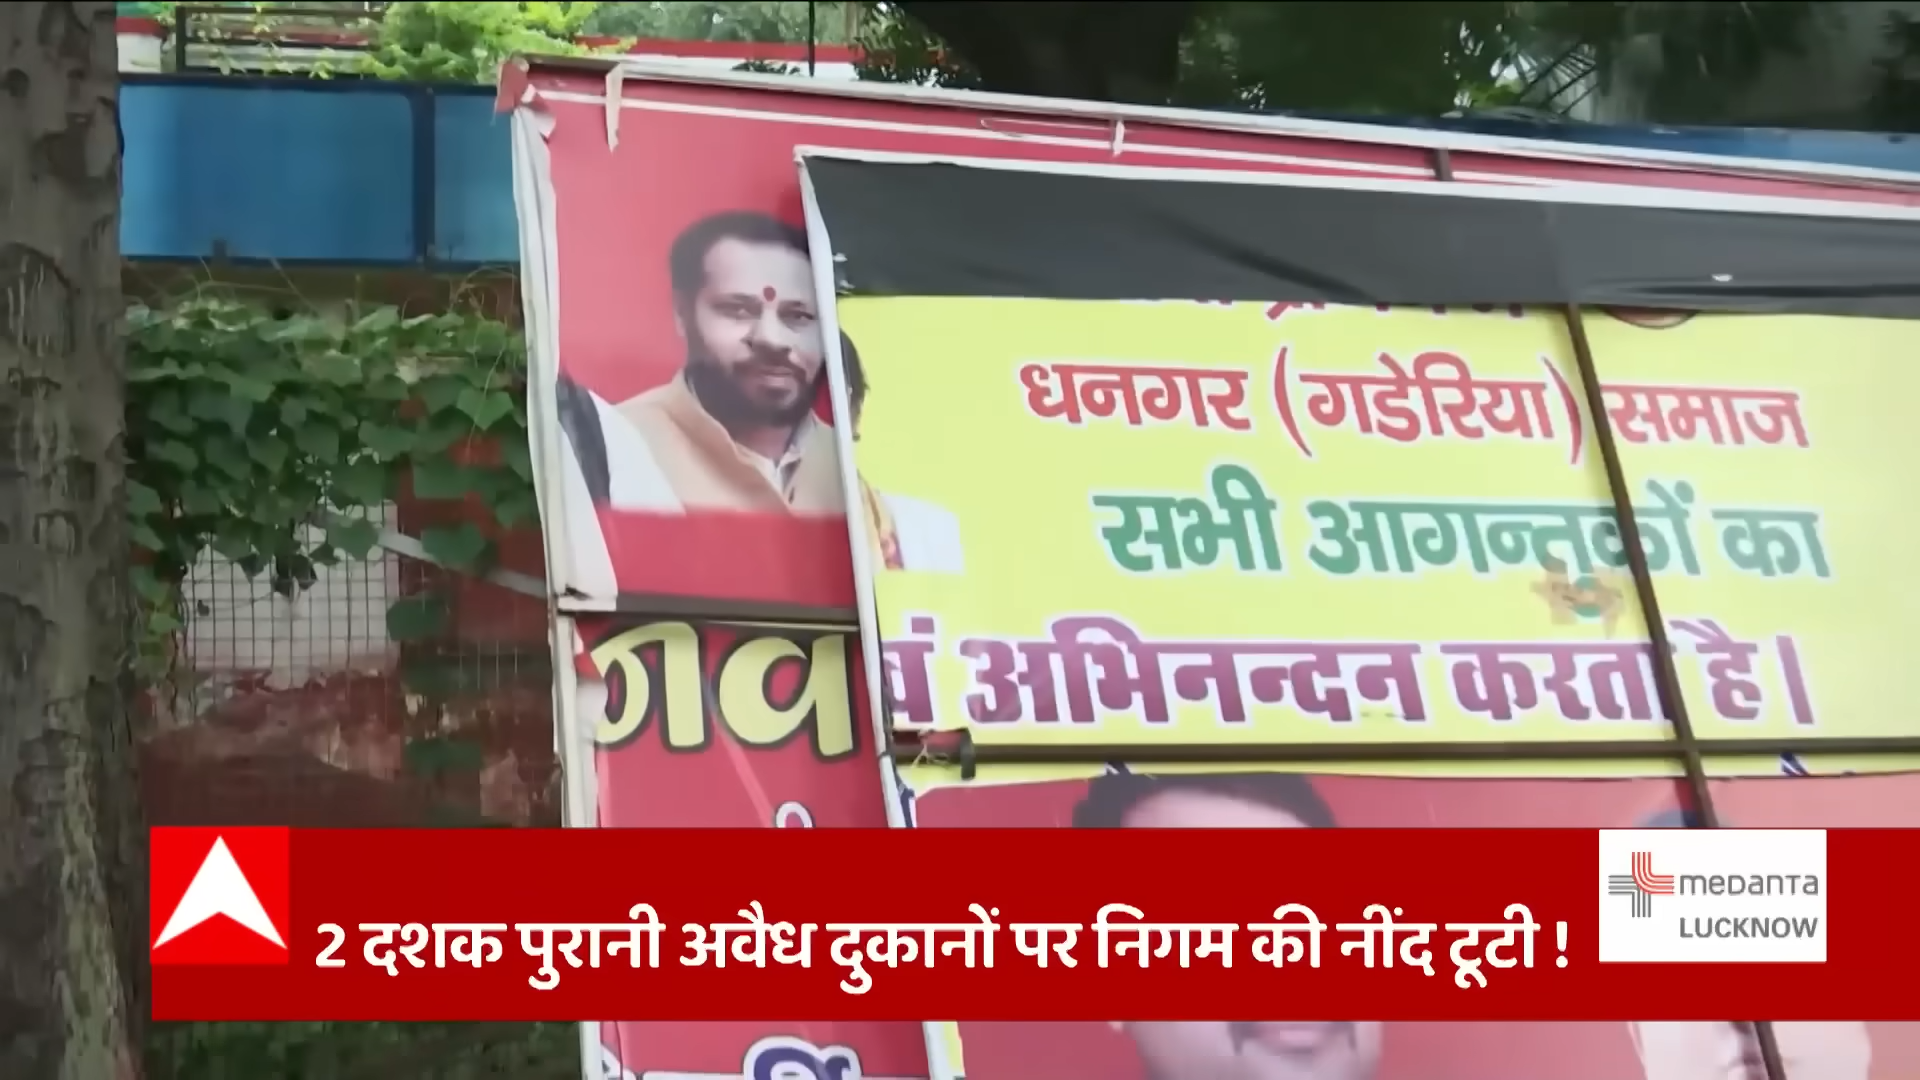 धनगर (गडेरिया) समाज
सभी आगन्तुकों का
वं अभिनन्दन करता है।
गव
2 दशक पुरानी अवैध दुकानों पर निगम की नींद टूटी !
medanta
LUCKNOW